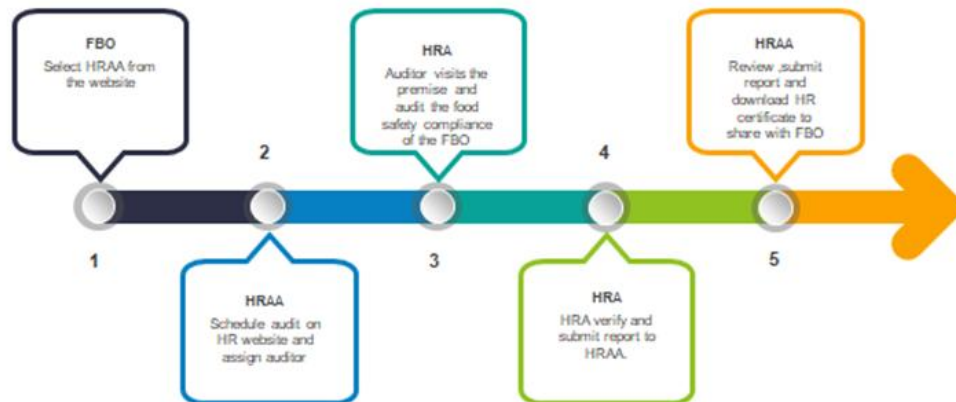 FBO
Select HRAA from
the website
HRA
Auditor visits the
premise and
audit the food
safety compliance
of the FBO
HRAA
Review ,submit
report and
download HR
certificate to
share with FBO
2
4
1
3
5
HRAA
Schedule audit on
HR website and
assign auditor
HRA
HRA verify and
submit report to
HRAA.